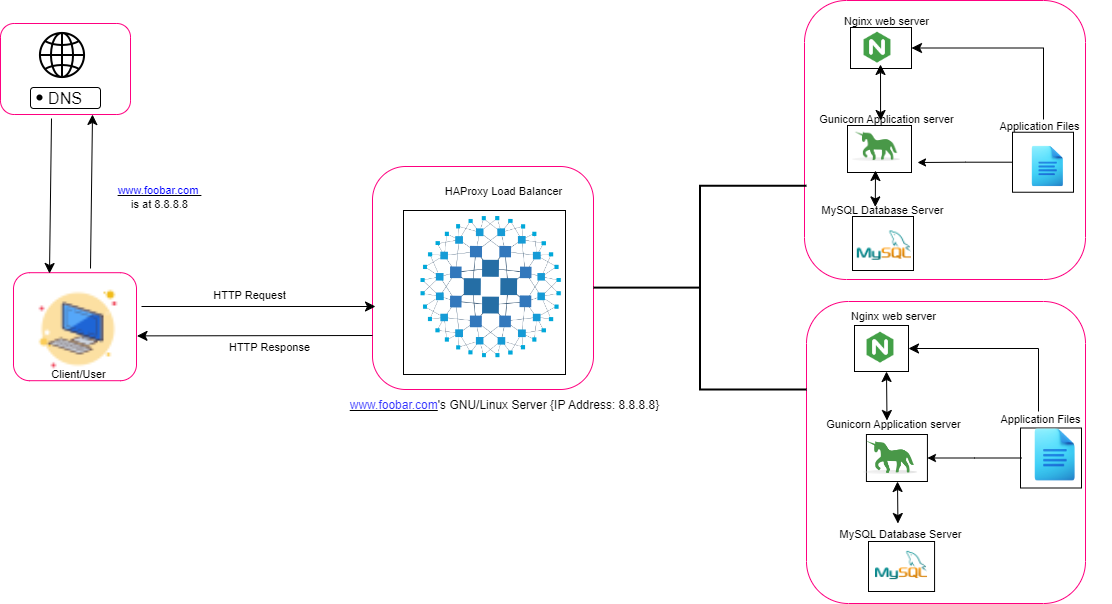 DNS
www.foobar.com
is at 8.8.8.8
Client/User
HTTP Request
HTTP Response
HAProxy Load Balancer
www.foobar.com's GNU/Linux Server {IP Address: 8.8.8.8}
Nginx web server
N
Gunicorn Application server
Application Files
MySQL Database Server
MySQL
Nginx web server
N
Gunicorn Application server
Application Files
MySQL Database Server
MySQL